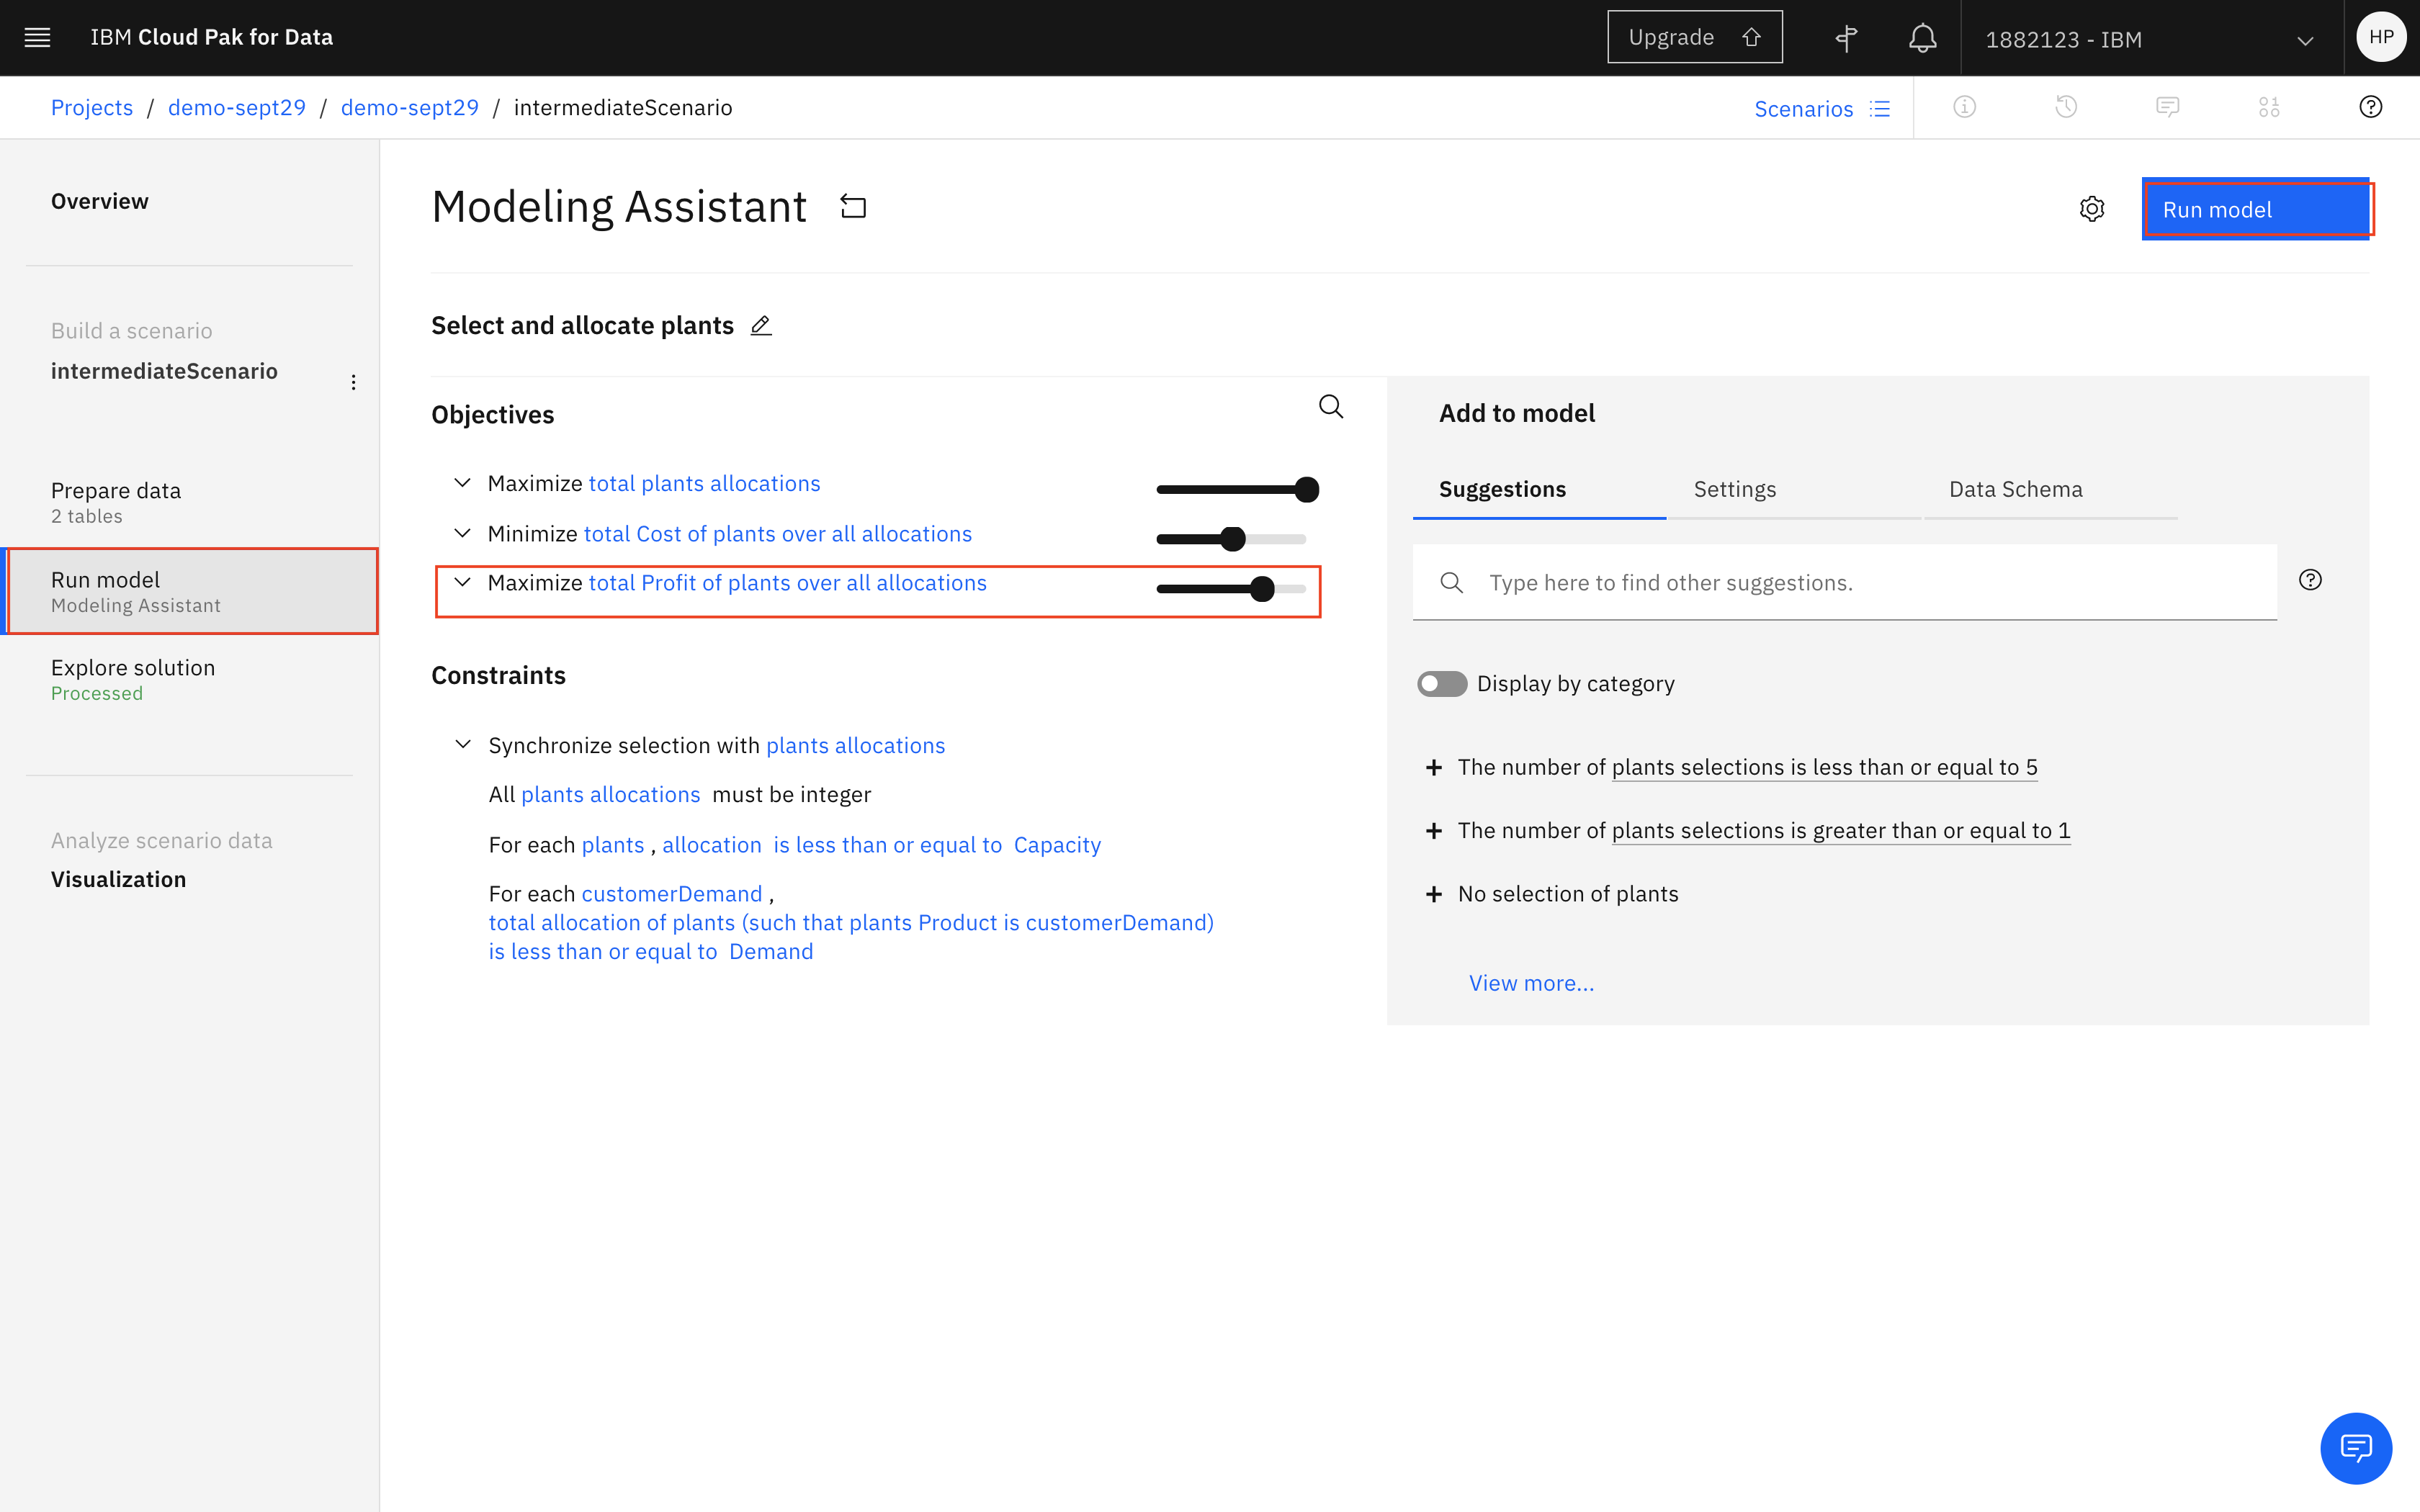 IBM Cloud Pak for Data
Upgrade
1882123 - IBM
HP
Projects / demo-sept29 / demo-sept29 / intermediateScenario
Scenarios
Overview
Build a scenario
intermediateScenario
Prepare data
2 tables
Run model
Modeling Assistant
Explore solution
Processed
Analyze scenario data
Visualization
Modeling Assistant
Run model
Select and allocate plants
Objectives
Maximize total plants allocations
Minimize total Cost of plants over all allocations
Maximize total Profit of plants over all allocations
Constraints
Synchronize selection with plants allocations
All plants allocations must be integer
For each plants , allocation is less than or equal to Capacity
For each customerDemand ,
total allocation of plants (such that plants Product is customerDemand)
is less than or equal to Demand
Add to model
Suggestions
Settings
Data Schema
Type here to find other suggestions.
Display by category
+ The number of plants selections is less than or equal to 5
+ The number of plants selections is greater than or equal to 1
+ No selection of plants
View more...